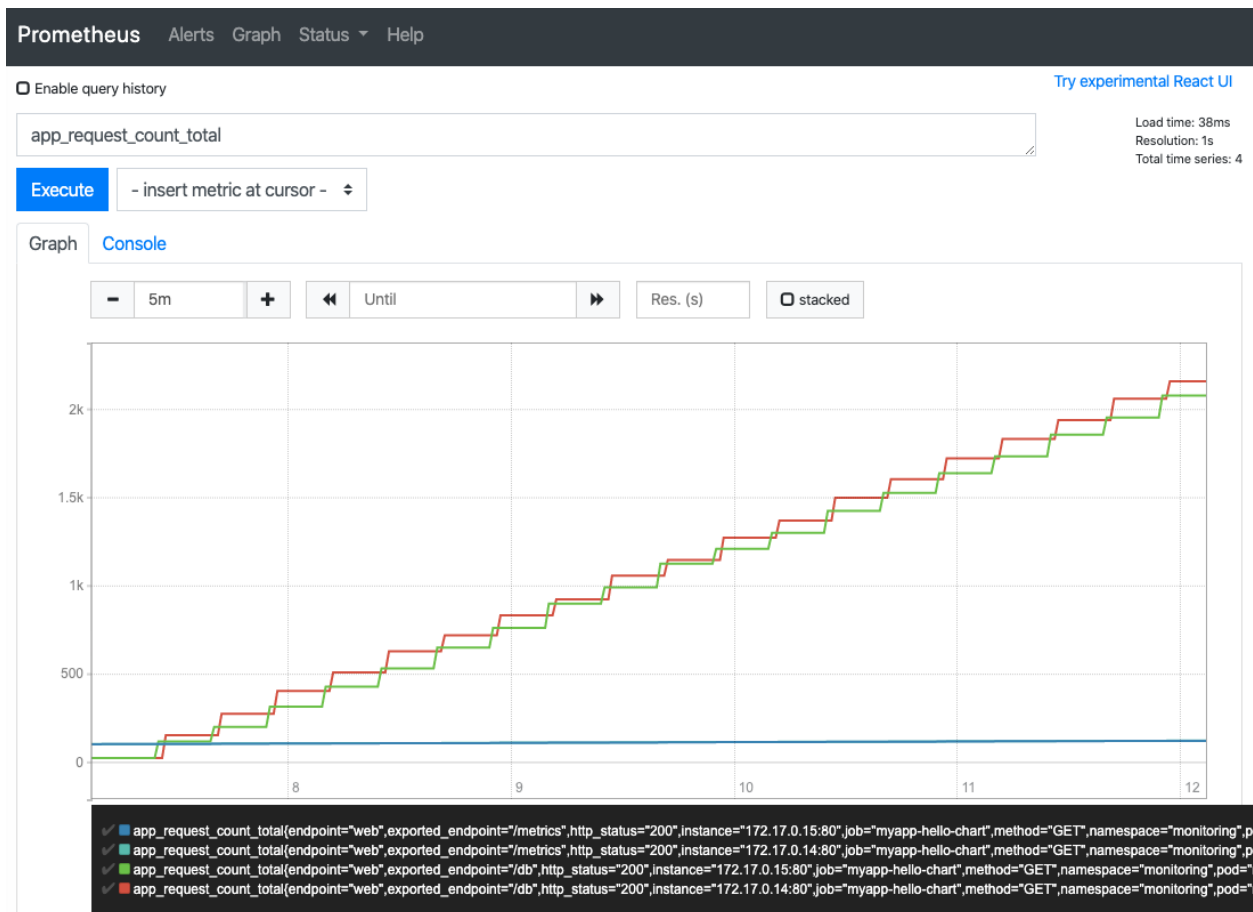 Prometheus Alerts Graph Status Help
Enable query history
Try experimental React UI
app_request_count_total
Load time: 38ms
Resolution: 1s
Total time series: 4
Execute
- insert metric at cursor -
Graph Console
5m
Until
Res. (s)
stacked
2k
1.5k
1k
500
0
8 9 10 11 12
app_request_count_total{endpoint="web",exported_endpoint="/metrics",http_status="200",instance="172.17.0.15:80",job="myapp-hello-chart",method="GET",namespace="monitoring",p
app_request_count_total{endpoint="web",exported_endpoint="/metrics",http_status="200",instance="172.17.0.14:80",job="myapp-hello-chart",method="GET",namespace="monitoring",p
app_request_count_total{endpoint="web",exported_endpoint="/db",http_status="200",instance="172.17.0.15:80",job="myapp-hello-chart",method="GET",namespace="monitoring",pod="
app_request_count_total{endpoint="web",exported_endpoint="/db",http_status="200",instance="172.17.0.14:80",job="myapp-hello-chart",method="GET",namespace="monitoring",pod="